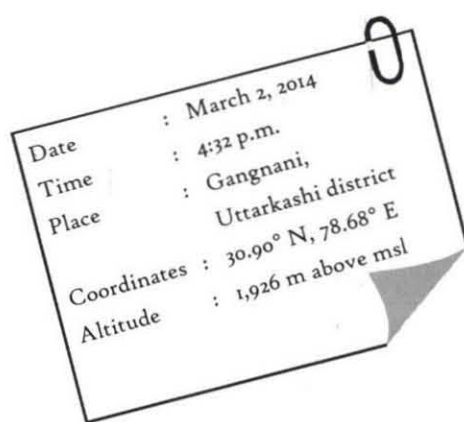 Date : March 2, 2014
Time : 4:32 p.m.
Place : Gangnani,
Uttarkashi district
Coordinates : 30.90° N, 78.68° E
Altitude : 1,926 m above msl